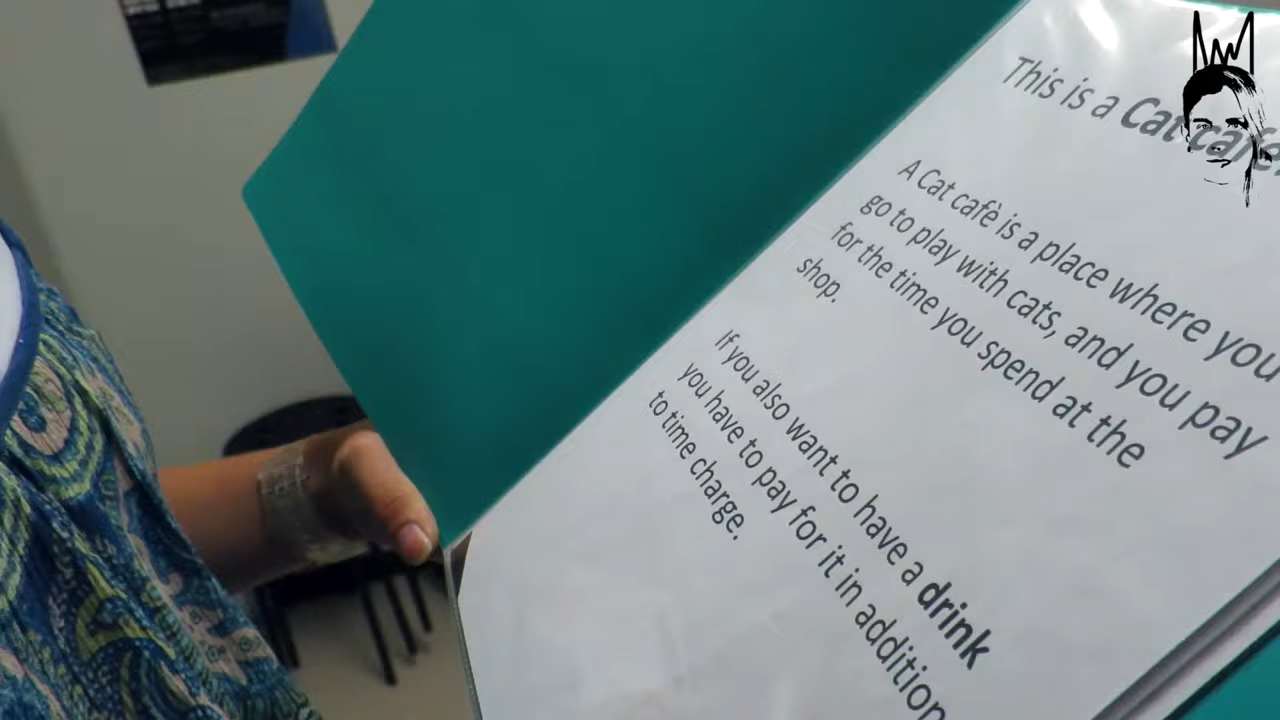 This is a Cat cafe.
A Cat cafè is a place where you
go to play with cats, and you pay
for the time you spend at the
shop.
If you also want to have a drink
you have to pay for it in addition
to time charge.